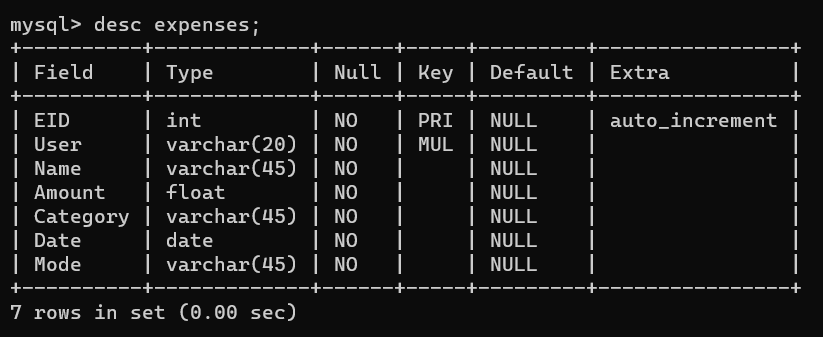 mysql> desc expenses;
+----------+-------------+------+-----+---------+----------------+
| Field    | Type        | Null | Key | Default | Extra          |
+----------+-------------+------+-----+---------+----------------+
| EID      | int         | NO   | PRI | NULL    | auto_increment |
| User     | varchar(20) | NO   | MUL | NULL    |                |
| Name     | varchar(45) | NO   |     | NULL    |                |
| Amount   | float       | NO   |     | NULL    |                |
| Category | varchar(45) | NO   |     | NULL    |                |
| Date     | date        | NO   |     | NULL    |                |
| Mode     | varchar(45) | NO   |     | NULL    |                |
+----------+-------------+------+-----+---------+----------------+
7 rows in set (0.00 sec)